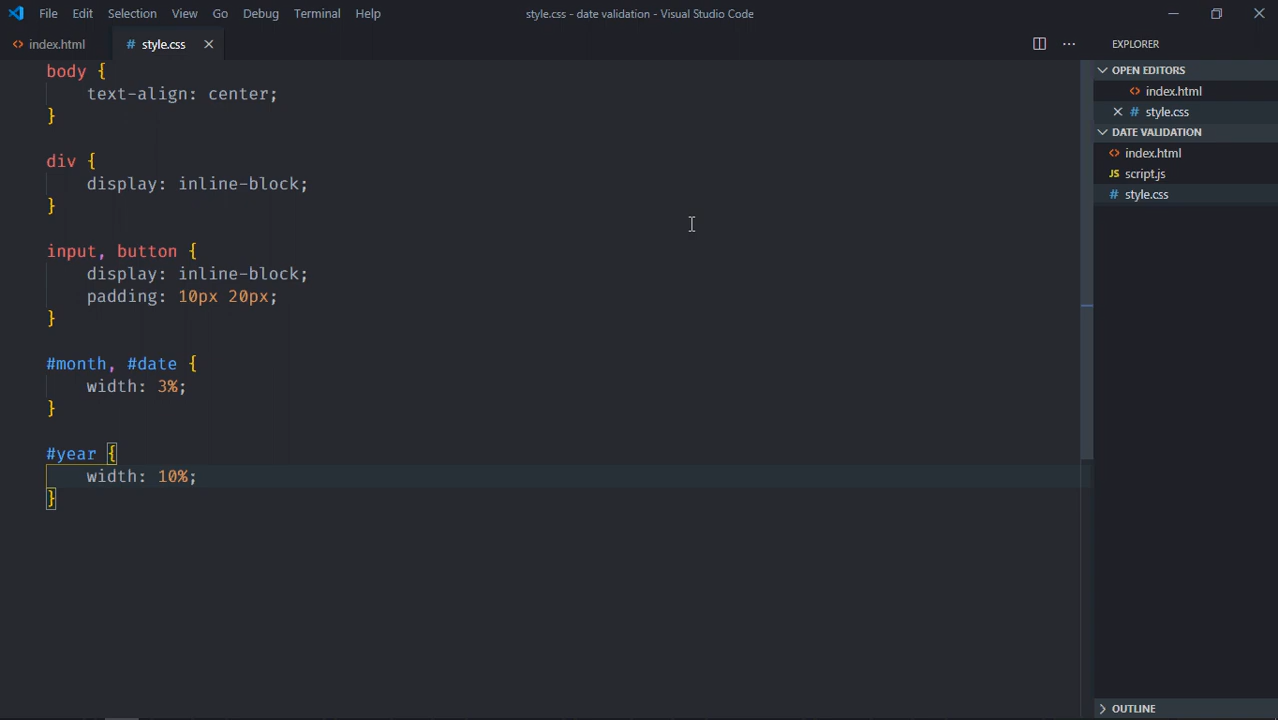 File Edit Selection View Go Debug Terminal Help style.css - date validation - Visual Studio Code
<> index.html # style.css
body {
text-align: center;
}
div {
display: inline-block;
}
input, button {
display: inline-block;
padding: 10px 20px;
}
#month, #date {
width: 3%;
}
#year {
width: 10%;
}
EXPLORER
OPEN EDITORS
<> index.html
# style.css
DATE VALIDATION
<> index.html
JS script.js
# style.css
OUTLINE